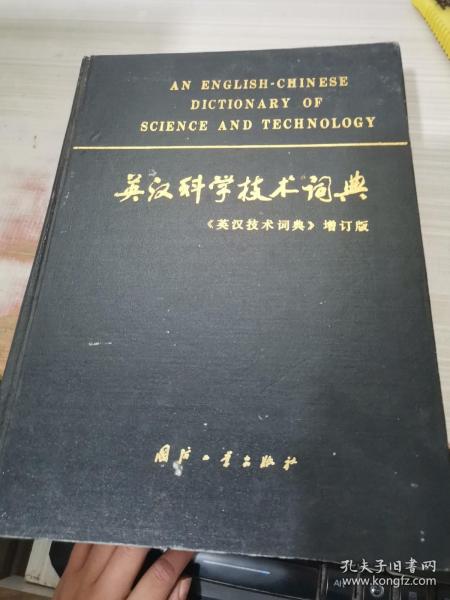 AN ENGLISH-CHINESE
DICTIONARY OF
SCIENCE AND TECHNOLOGY
英汉科学技术词典
《英汉技术词典》增订版
国防工业出版社
孔夫子旧书网
www.kongfz.com
AI